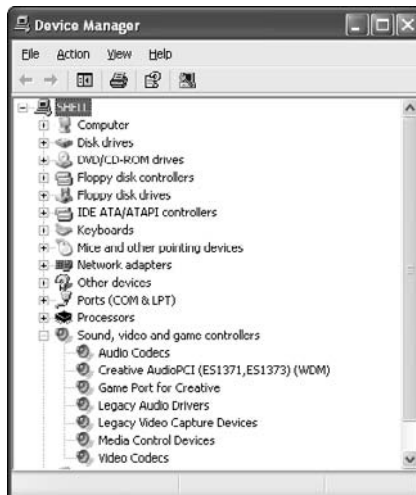 Device Manager
File Action View Help
SHELL
Computer
Disk drives
DVD/CD-ROM drives
Floppy disk controllers
Floppy disk drives
IDE ATA/ATAPI controllers
Keyboards
Mice and other pointing devices
Network adapters
Other devices
Ports (COM & LPT)
Processors
Sound, video and game controllers
Audio Codecs
Creative AudioPCI (ES1371,ES1373) (WDM)
Game Port for Creative
Legacy Audio Drivers
Legacy Video Capture Devices
Media Control Devices
Video Codecs